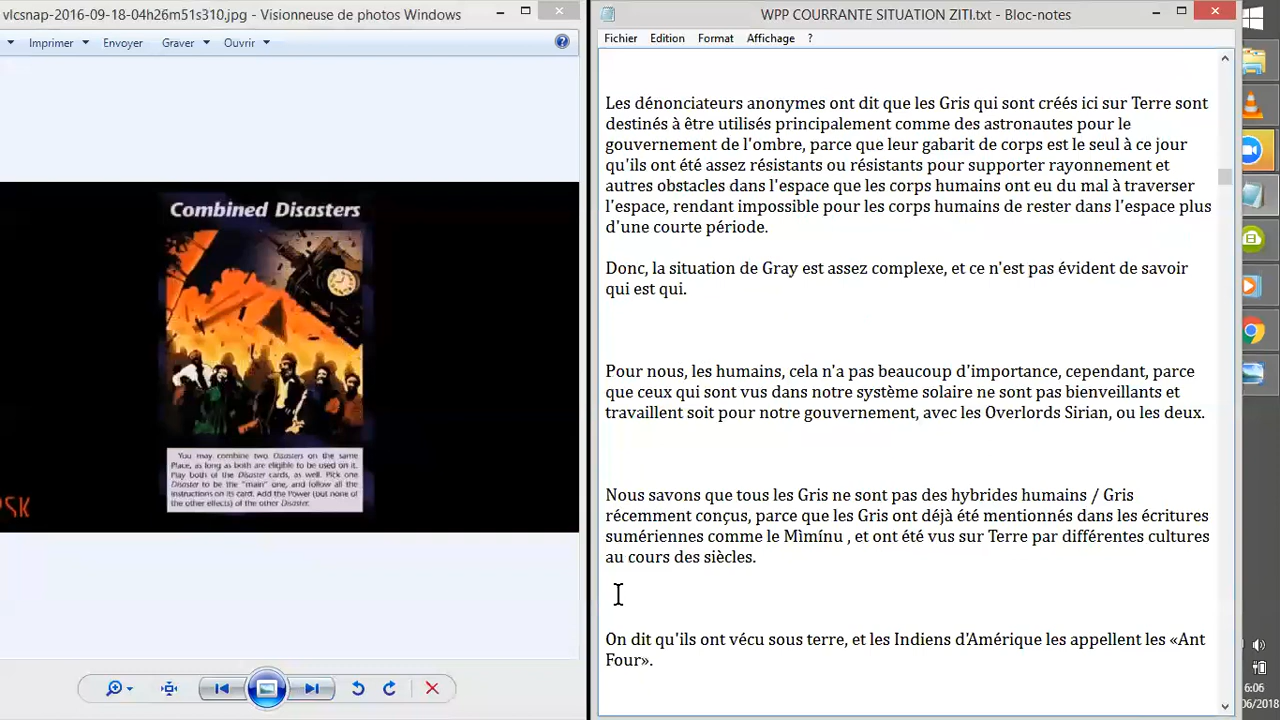 vlcsnap-2016-09-18-04h26m51s310.jpg - Visionneuse de photos Windows
Imprimer
Envoyer
Graver
Ouvrir
Combined Disasters
You may combine two Disasters on the same
Place, as long as both are eligible to be used on it.
Play both of the Disaster cards, as well. Pick one
Disaster to be the "main" one, and follow all the
instructions on its card. Add the Power (but none of
the other effects) of the other Disaster.
PSK
WPP COURRANTE SITUATION ZITI.txt - Bloc-notes
Fichier
Edition
Format
Affichage
?
Les dénonciateurs anonymes ont dit que les Gris qui sont créés ici sur Terre sont
destinés à être utilisés principalement comme des astronautes pour le
gouvernement de l'ombre, parce que leur gabarit de corps est le seul à ce jour
qu'ils ont été assez résistants ou résistants pour supporter rayonnement et
autres obstacles dans l'espace que les corps humains ont eu du mal à traverser
l'espace, rendant impossible pour les corps humains de rester dans l'espace plus
d'une courte période.
Donc, la situation de Gray est assez complexe, et ce n'est pas évident de savoir
qui est qui.
Pour nous, les humains, cela n'a pas beaucoup d'importance, cependant, parce
que ceux qui sont vus dans notre système solaire ne sont pas bienveillants et
travaillent soit pour notre gouvernement, avec les Overlords Sirian, ou les deux.
Nous savons que tous les Gris ne sont pas des hybrides humains / Gris
récemment conçus, parce que les Gris ont déjà été mentionnés dans les écritures
sumériennes comme le Mìmínu , et ont été vus sur Terre par différentes cultures
au cours des siècles.
On dit qu'ils ont vécu sous terre, et les Indiens d'Amérique les appellent les «Ant
Four».
6:06
06/2018